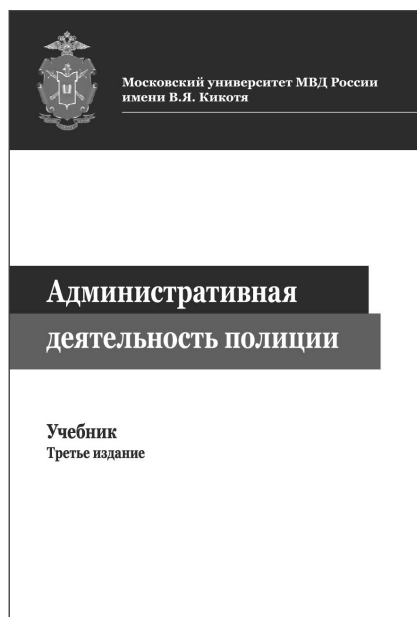 Московский университет МВД России
имени В.Я. Кикотя
Административная
деятельность полиции
Учебник
Третье издание